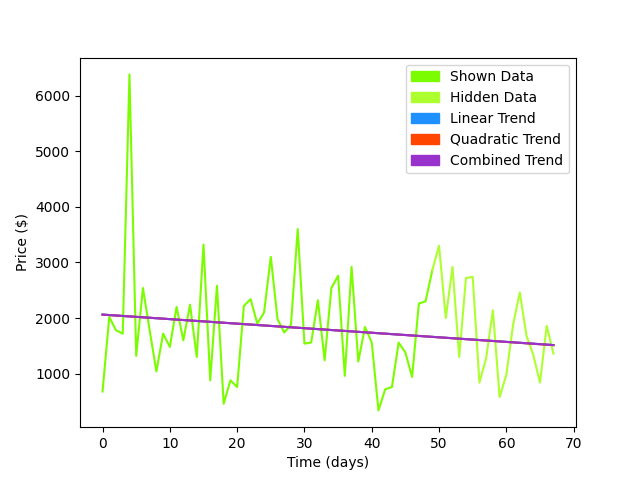 Shown Data
Hidden Data
Linear Trend
Quadratic Trend
Combined Trend
6000
5000
4000
3000
2000
1000
Price ($)
0 10 20 30 40 50 60 70
Time (days)